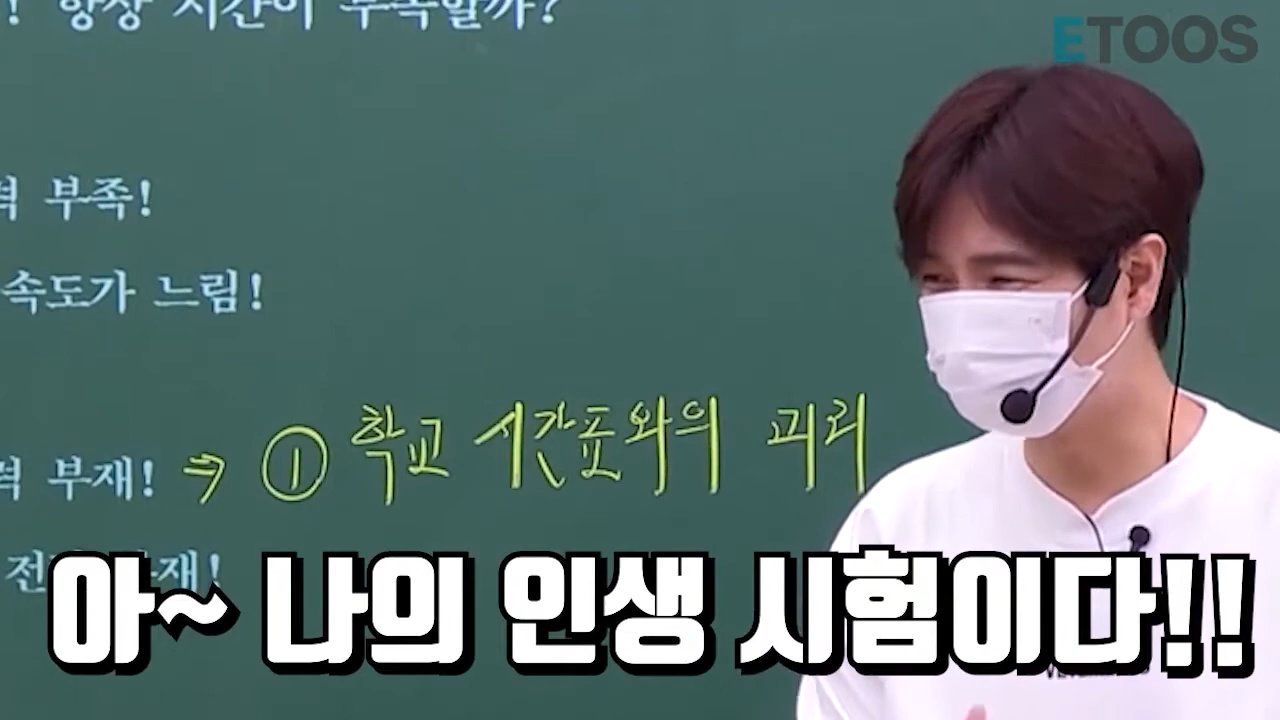 ! 항상 시간이 부족할까?
ETOOS
부족!
속도가 느림!
부재! ⇒ ① 학교 시간표와의 괴리
아~ 나의 인생 시험이다!!